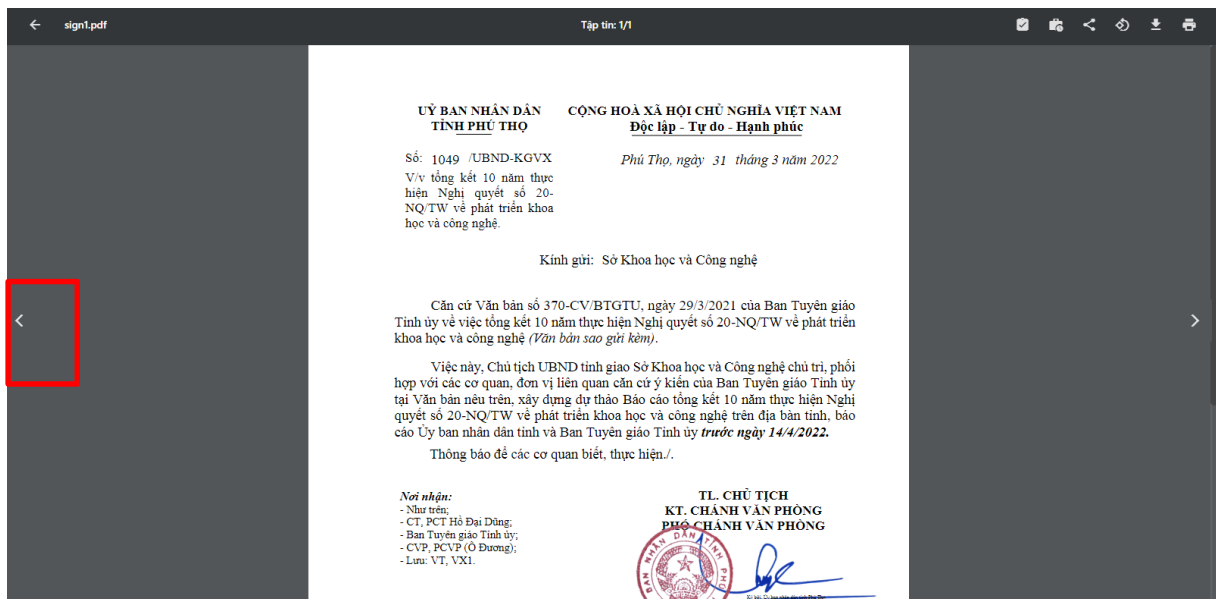 sign1.pdf
Tập tin: 1/1
UỶ BAN NHÂN DÂN
TỈNH PHÚ THỌ
CỘNG HOÀ XÃ HỘI CHỦ NGHĨA VIỆT NAM
Độc lập - Tự do - Hạnh phúc
Số: 1049 /UBND-KGVX
Phú Thọ, ngày 31 tháng 3 năm 2022
V/v tổng kết 10 năm thực
hiện Nghị quyết số 20-
NQ/TW về phát triển khoa
học và công nghệ.
Kính gửi: Sở Khoa học và Công nghệ
Căn cứ Văn bản số 370-CV/BTGTU, ngày 29/3/2021 của Ban Tuyên giáo
Tỉnh ủy về việc tổng kết 10 năm thực hiện Nghị quyết số 20-NQ/TW về phát triển
khoa học và công nghệ (Văn bản sao gửi kèm).
Việc này, Chủ tịch UBND tỉnh giao Sở Khoa học và Công nghệ chủ trì, phối
hợp với các cơ quan, đơn vị liên quan căn cứ ý kiến của Ban Tuyên giáo Tỉnh ủy
tại Văn bản nêu trên, xây dựng dự thảo Báo cáo tổng kết 10 năm thực hiện Nghị
quyết số 20-NQ/TW về phát triển khoa học và công nghệ trên địa bàn tỉnh, báo
cáo Ủy ban nhân dân tỉnh và Ban Tuyên giáo Tỉnh ủy trước ngày 14/4/2022.
Thông báo để các cơ quan biết, thực hiện./.
Nơi nhận:
- Như trên;
- CT, PCT Hồ Đại Dũng;
- Ban Tuyên giáo Tỉnh ủy;
- CVP, PCVP (Ô Đương);
- Lưu: VT, VX1.
TL. CHỦ TỊCH
KT. CHÁNH VĂN PHÒNG
PHÓ CHÁNH VĂN PHÒNG
BAN NHÂN DÂN TỈNH PHÚ